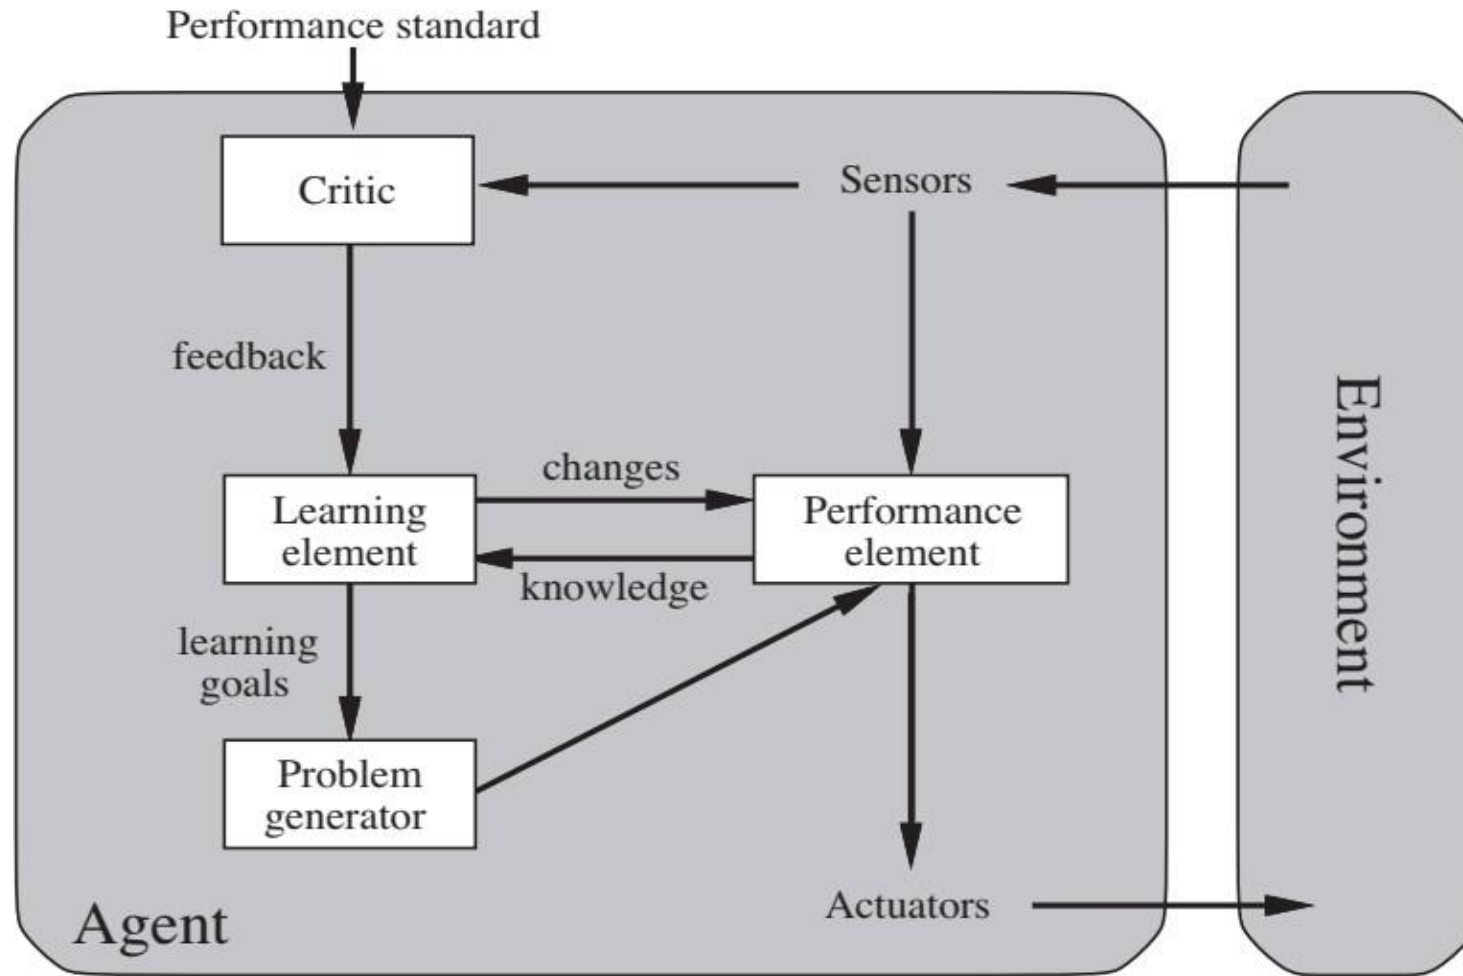 Performance standard
Critic
Sensors
feedback
changes
Learning
element
Performance
element
knowledge
learning
goals
Problem
generator
Actuators
Agent
Environment